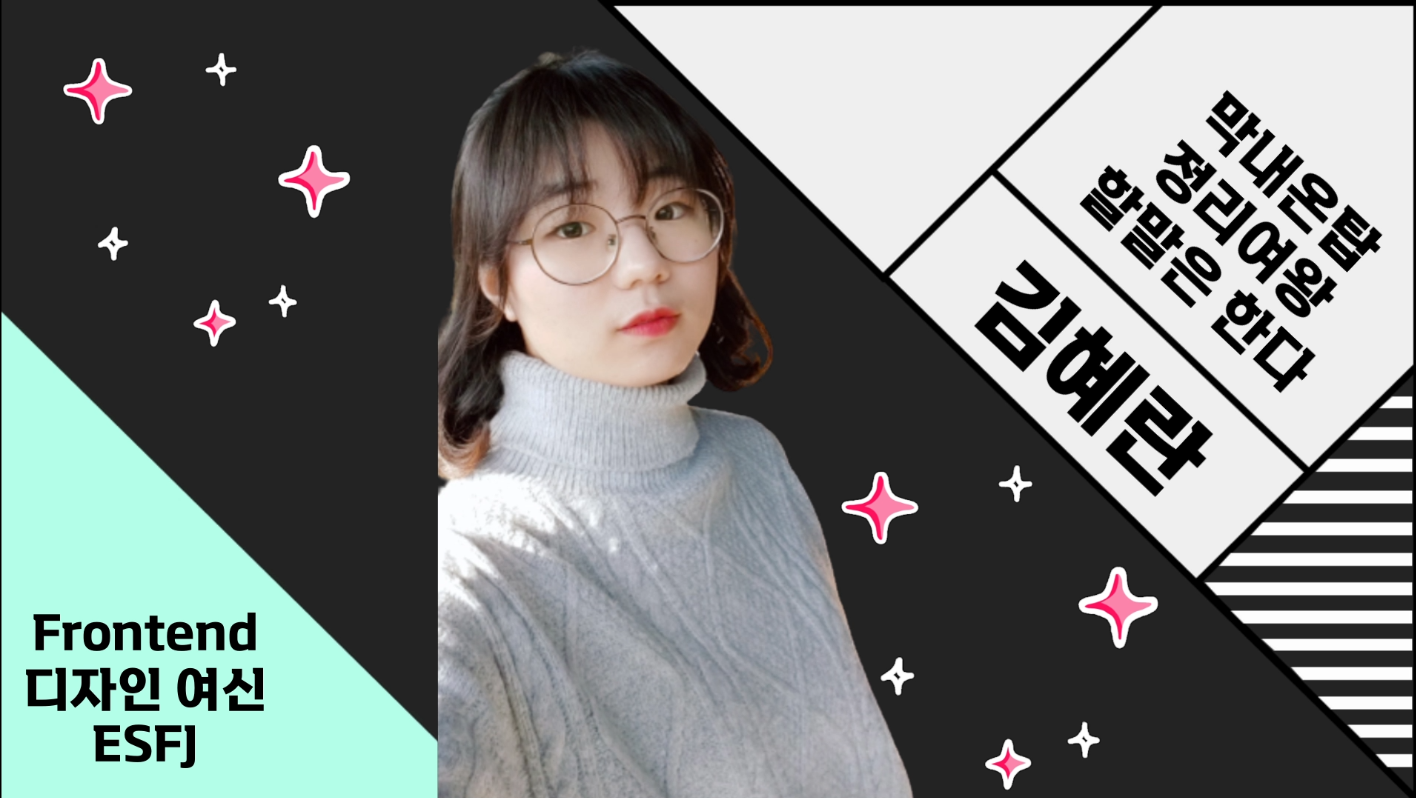 막내온탑
정리여왕
할말은 한다
김혜란
Frontend
디자인 여신
ESFJ